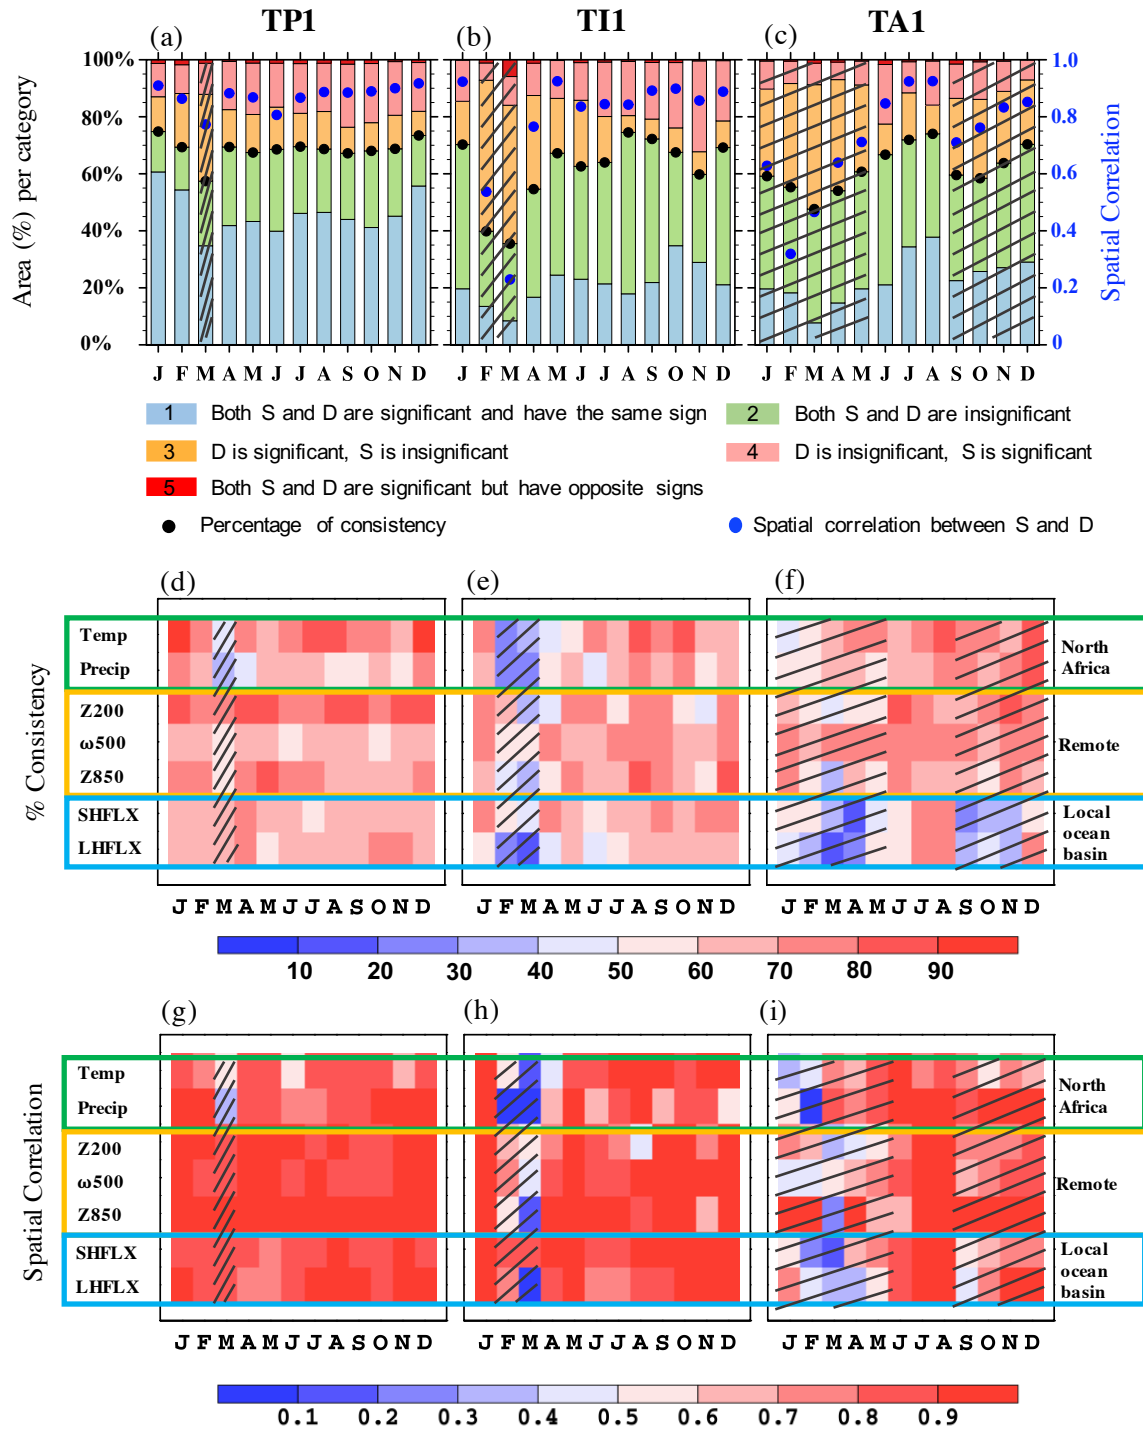 TP1 TI1 TA1
(a) (b) (c)
100% 1.0
80% 0.8
60% 0.6
40% 0.4
20% 0.2
0% 0
Area (%) per category
Spatial Correlation
J F M A M J J A S O N D J F M A M J J A S O N D J F M A M J J A S O N D
1 Both S and D are significant and have the same sign 2 Both S and D are insignificant
3 D is significant, S is insignificant 4 D is insignificant, S is significant
5 Both S and D are significant but have opposite signs
Percentage of consistency Spatial correlation between S and D
(d) (e) (f)
% Consistency
Temp
Precip
North
Africa
Z200
ω500
Z850
Remote
SHFLX
LHFLX
Local
ocean
basin
J F M A M J J A S O N D J F M A M J J A S O N D J F M A M J J A S O N D
10 20 30 40 50 60 70 80 90
(g) (h) (i)
Spatial Correlation
Temp
Precip
North
Africa
Z200
ω500
Z850
Remote
SHFLX
LHFLX
Local
ocean
basin
J F M A M J J A S O N D J F M A M J J A S O N D J F M A M J J A S O N D
0.1 0.2 0.3 0.4 0.5 0.6 0.7 0.8 0.9